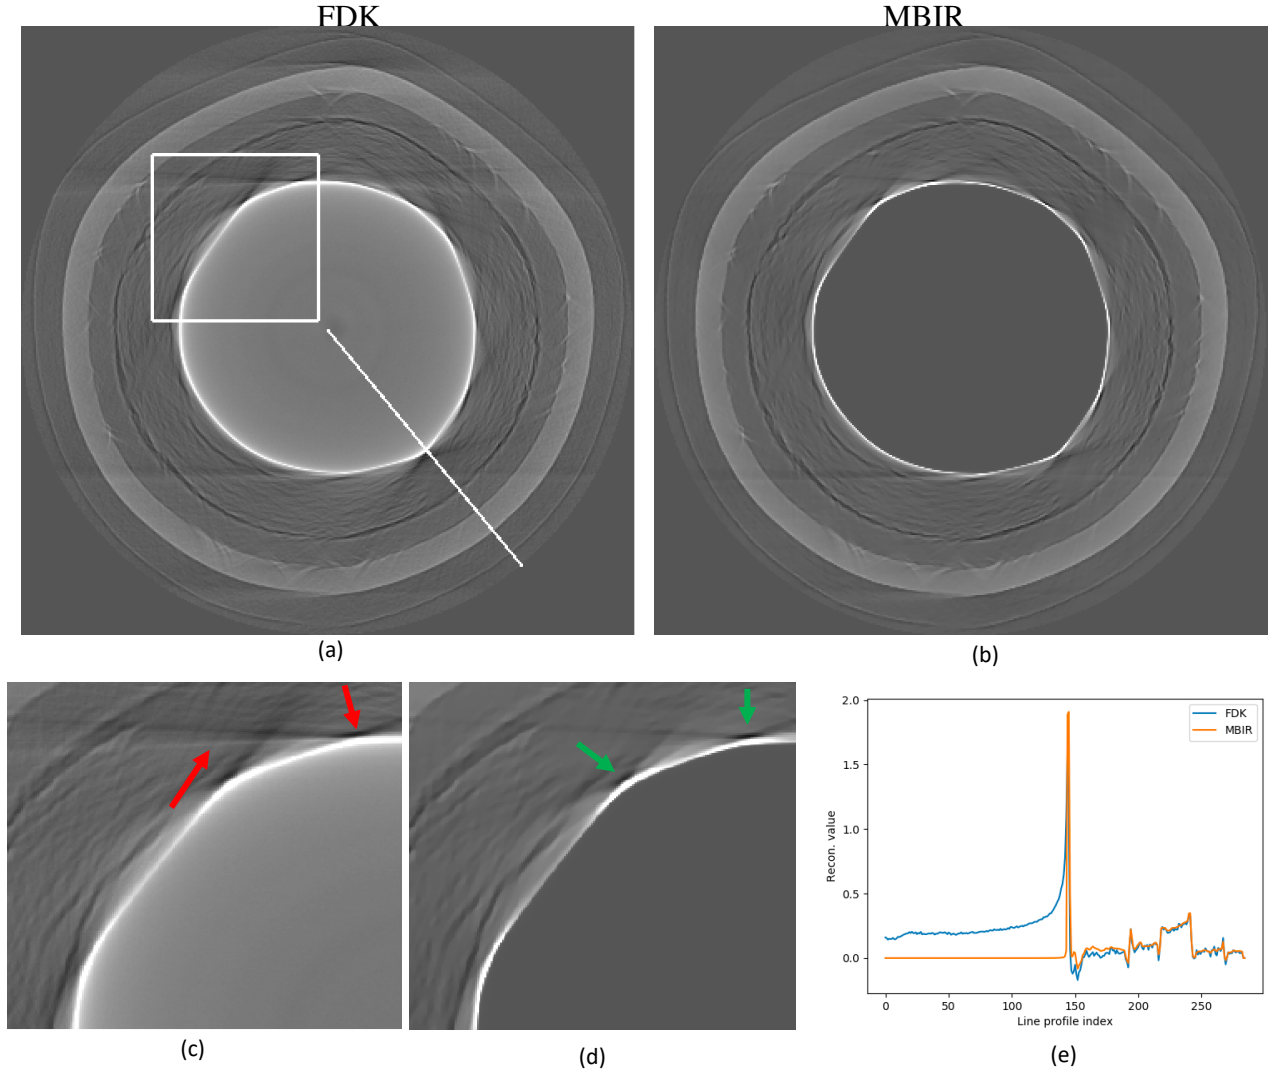 FDK
MBIR
(a)
(b)
(c)
(d)
2.0
1.5
1.0
0.5
0.0
Recon. value
FDK
MBIR
0 50 100 150 200 250
Line profile index
(e)